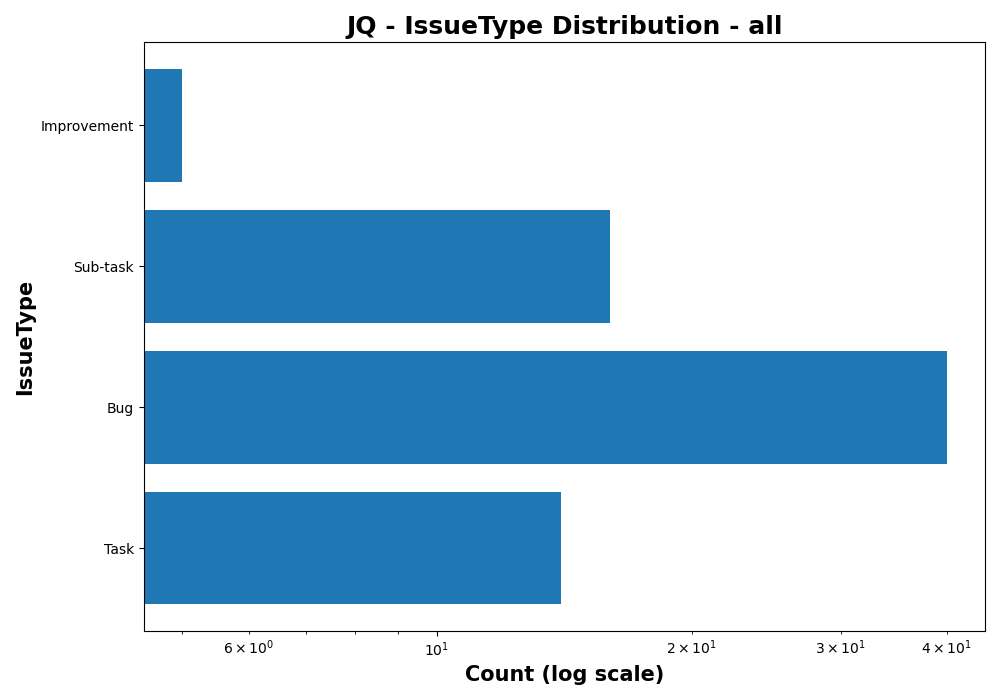 JQ - IssueType Distribution - all
IssueType
Improvement
Sub-task
Bug
Task
6 × 10⁰ 10¹ 2 × 10¹ 3 × 10¹ 4 × 10¹
Count (log scale)